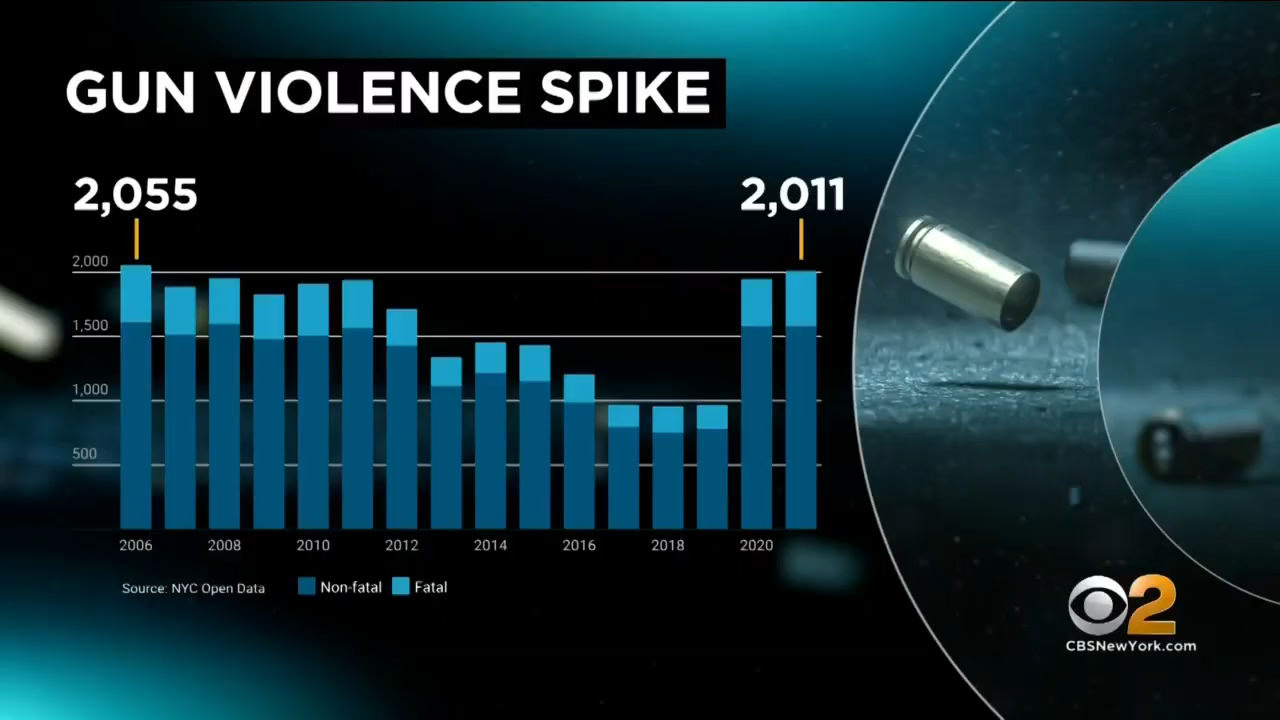 GUN VIOLENCE SPIKE
2,055
2,011
2,000
1,500
1,000
500
2006 2008 2010 2012 2014 2016 2018 2020
Source: NYC Open Data Non-fatal Fatal
2
CBSNewYork.com